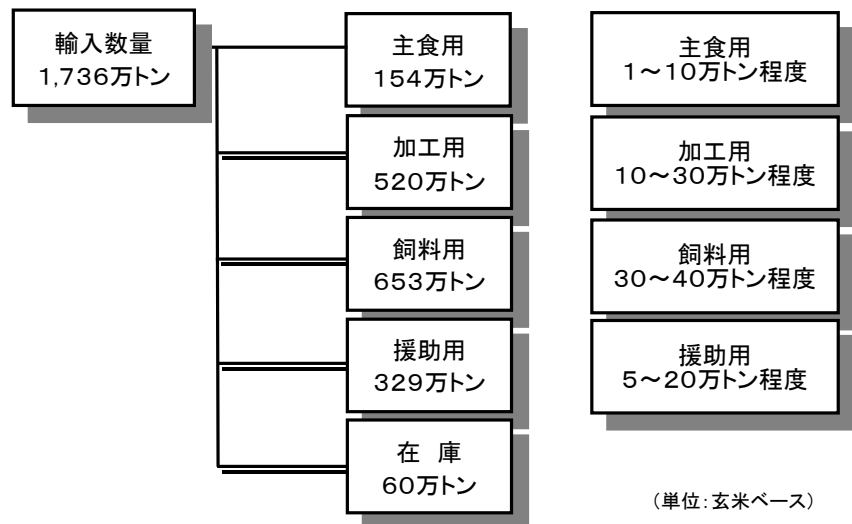 輸入数量
1,736万トン
主食用
154万トン
加工用
520万トン
飼料用
653万トン
援助用
329万トン
在　庫
60万トン
主食用
1～10万トン程度
加工用
10～30万トン程度
飼料用
30～40万トン程度
援助用
5～20万トン程度
（単位：玄米ベース）